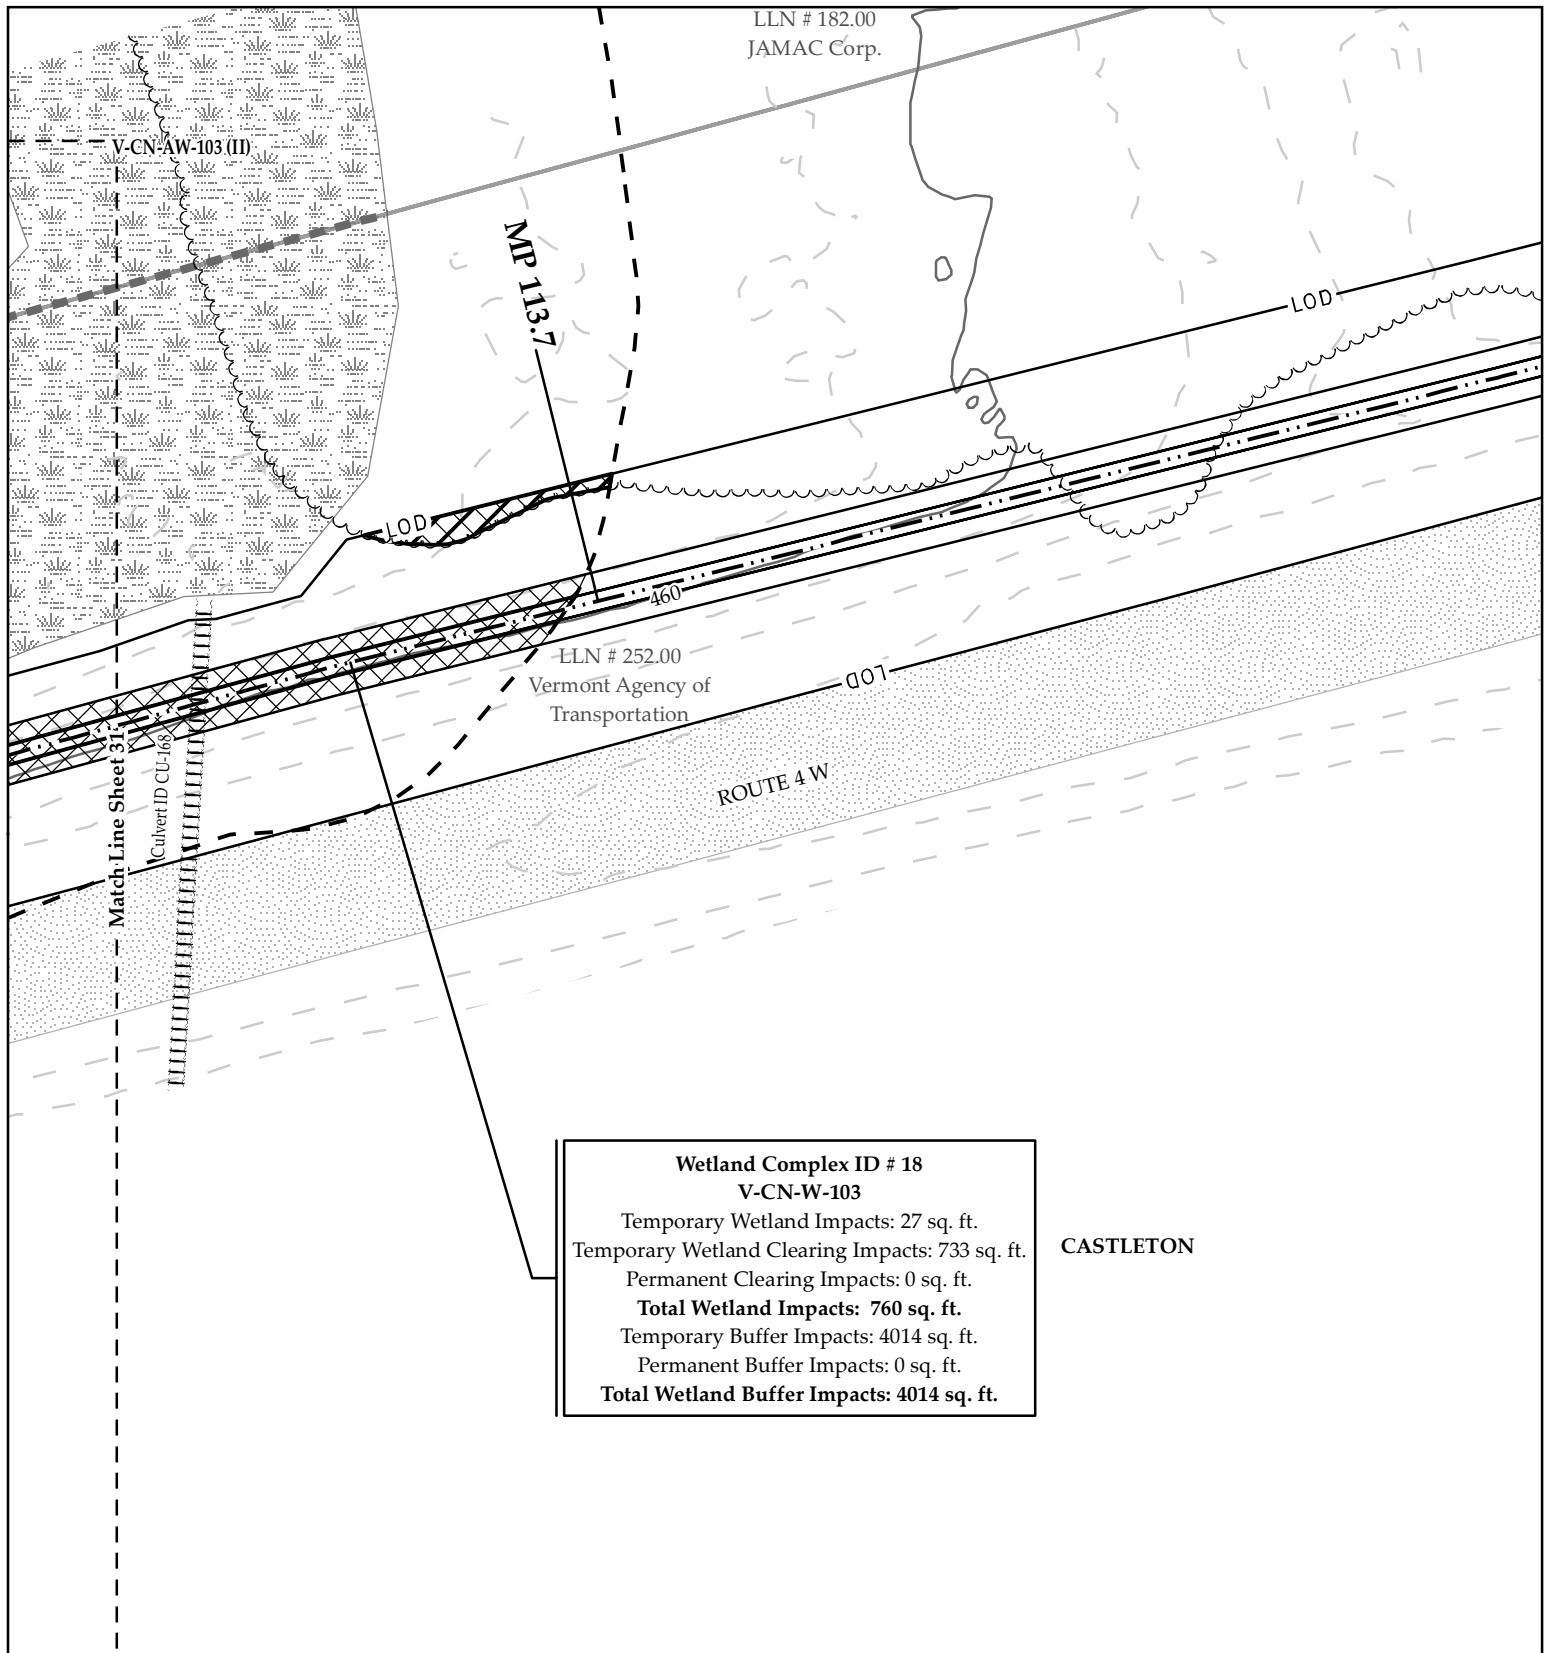 LLN # 182.00
JAMAC Corp.
V-CN-AW-103 (II)
MP 113.7
LOD
LOD
460
LLN # 252.00
Vermont Agency of
Transportation
LOD
ROUTE 4 W
Match Line Sheet 31
Culvert ID CU-168
Wetland Complex ID # 18
V-CN-W-103
Temporary Wetland Impacts: 27 sq. ft.
Temporary Wetland Clearing Impacts: 733 sq. ft.
Permanent Clearing Impacts: 0 sq. ft.
Total Wetland Impacts:  760 sq. ft.
Temporary Buffer Impacts: 4014 sq. ft.
Permanent Buffer Impacts: 0 sq. ft.
Total Wetland Buffer Impacts: 4014 sq. ft.
CASTLETON